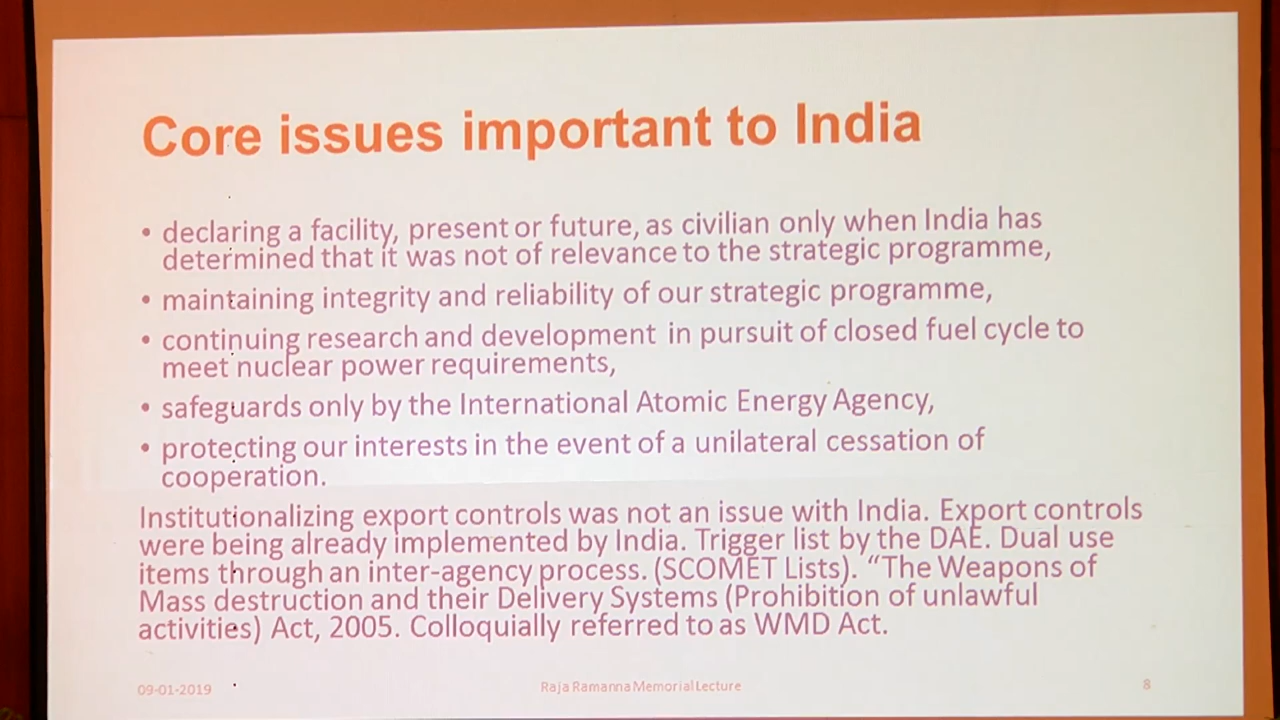 Core issues important to India
• declaring a facility, present or future, as civilian only when India has
determined that it was not of relevance to the strategic programme,
• maintaining integrity and reliability of our strategic programme,
• continuing research and development in pursuit of closed fuel cycle to
meet nuclear power requirements,
• safeguards only by the International Atomic Energy Agency,
• protecting our interests in the event of a unilateral cessation of
cooperation.
Institutionalizing export controls was not an issue with India. Export controls
were being already implemented by India. Trigger list by the DAE. Dual use
items through an inter-agency process. (SCOMET Lists). “The Weapons of
Mass destruction and their Delivery Systems (Prohibition of unlawful
activities) Act, 2005. Colloquially referred to as WMD Act.
09-01-2019 Raja Ramanna Memorial Lecture 8